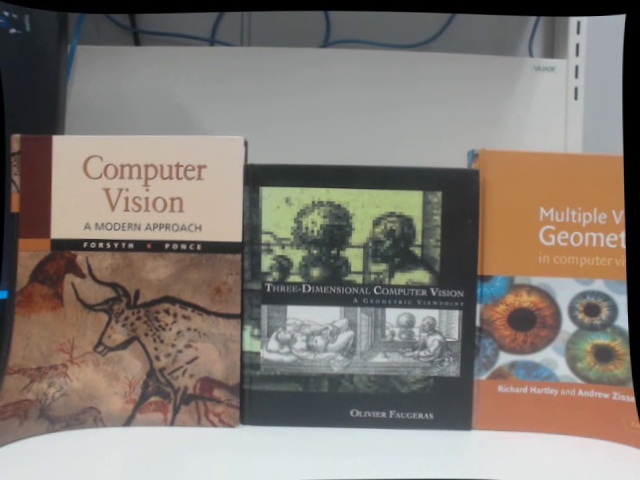 Computer
Vision
A MODERN APPROACH
FORSYTH PONCE
THREE-DIMENSIONAL COMPUTER VISION
A GEOMETRIC VIEWPOINT
OLIVIER FAUGERAS
Multiple V
Geomet
in computer vi
Richard Hartley and Andrew Zisse